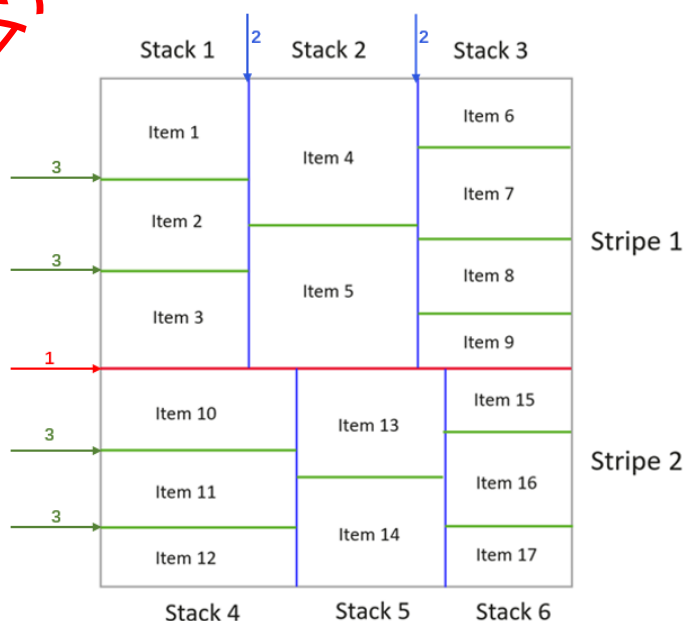 2
2
Stack 1
Stack 2
Stack 3
Item 6
Item 1
Item 4
3
Item 7
Item 2
Stripe 1
3
Item 8
Item 5
Item 3
Item 9
1
Item 15
Item 10
Item 13
3
Stripe 2
Item 16
Item 11
3
Item 14
Item 17
Item 12
Stack 4
Stack 5
Stack 6